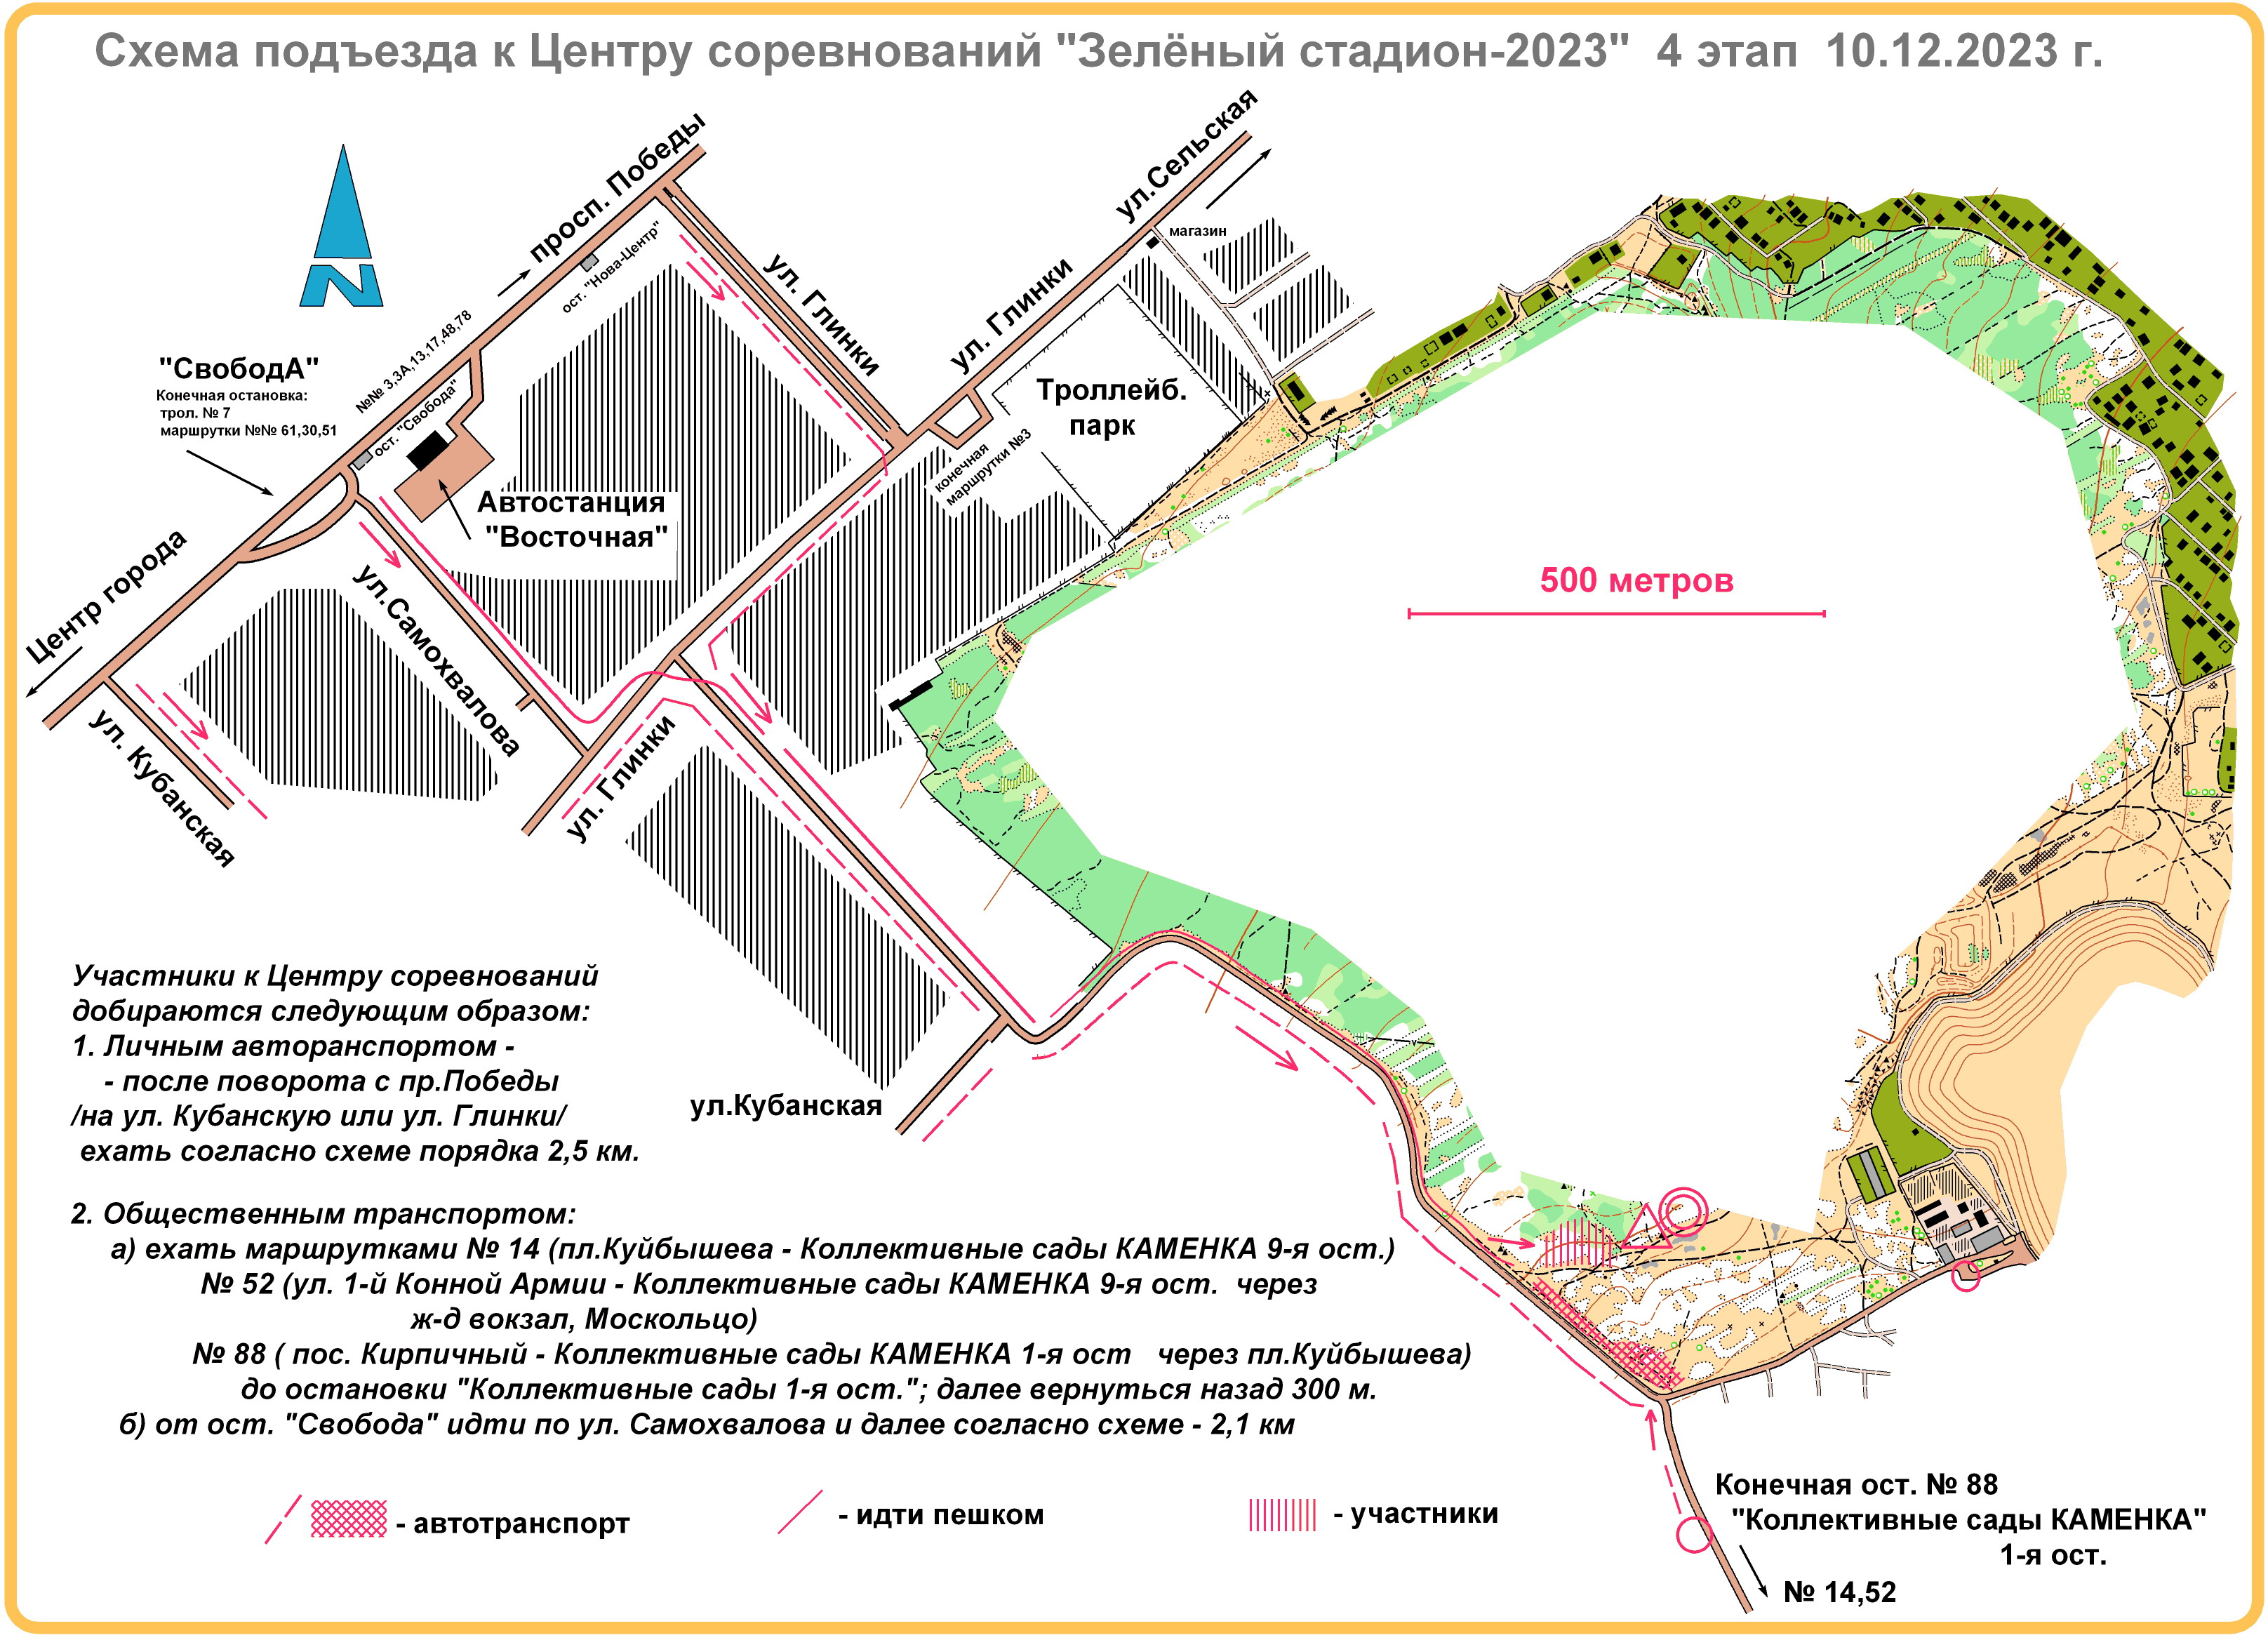 Схема подъезда к Центру соревнований "Зелёный стадион-2023" 4 этап 10.12.2023 г.
просп. Победы
ул.Сельская
магазин
ост. "Нова-Центр"
ул. Глинки
ул. Глинки
№№ 3,3А,13,17,48,78
"СвободА"
Конечная остановка:
трол. № 7
маршрутки №№ 61,30,51
ост. "Свобода"
Троллейб.
парк
конечная
маршрутки №3
Автостанция
"Восточная"
Центр города
ул.Самохвалова
500 метров
ул. Кубанская
ул. Глинки
N
Участники к Центру соревнований
добираются следующим образом:
1. Личным авторанспортом -
- после поворота с пр.Победы
/на ул. Кубанскую или ул. Глинки/
ехать согласно схеме порядка 2,5 км.
ул.Кубанская
2. Общественным транспортом:
а) ехать маршрутками № 14 (пл.Куйбышева - Коллективные сады КАМЕНКА 9-я ост.)
№ 52 (ул. 1-й Конной Армии - Коллективные сады КАМЕНКА 9-я ост. через
ж-д вокзал, Москольцо)
№ 88 ( пос. Кирпичный - Коллективные сады КАМЕНКА 1-я ост через пл.Куйбышева)
до остановки "Коллективные сады 1-я ост."; далее вернуться назад 300 м.
б) от ост. "Свобода" идти по ул. Самохвалова и далее согласно схеме - 2,1 км
- автотранспорт
- идти пешком
- участники
Конечная ост. № 88
"Коллективные сады КАМЕНКА"
1-я ост.
№ 14,52